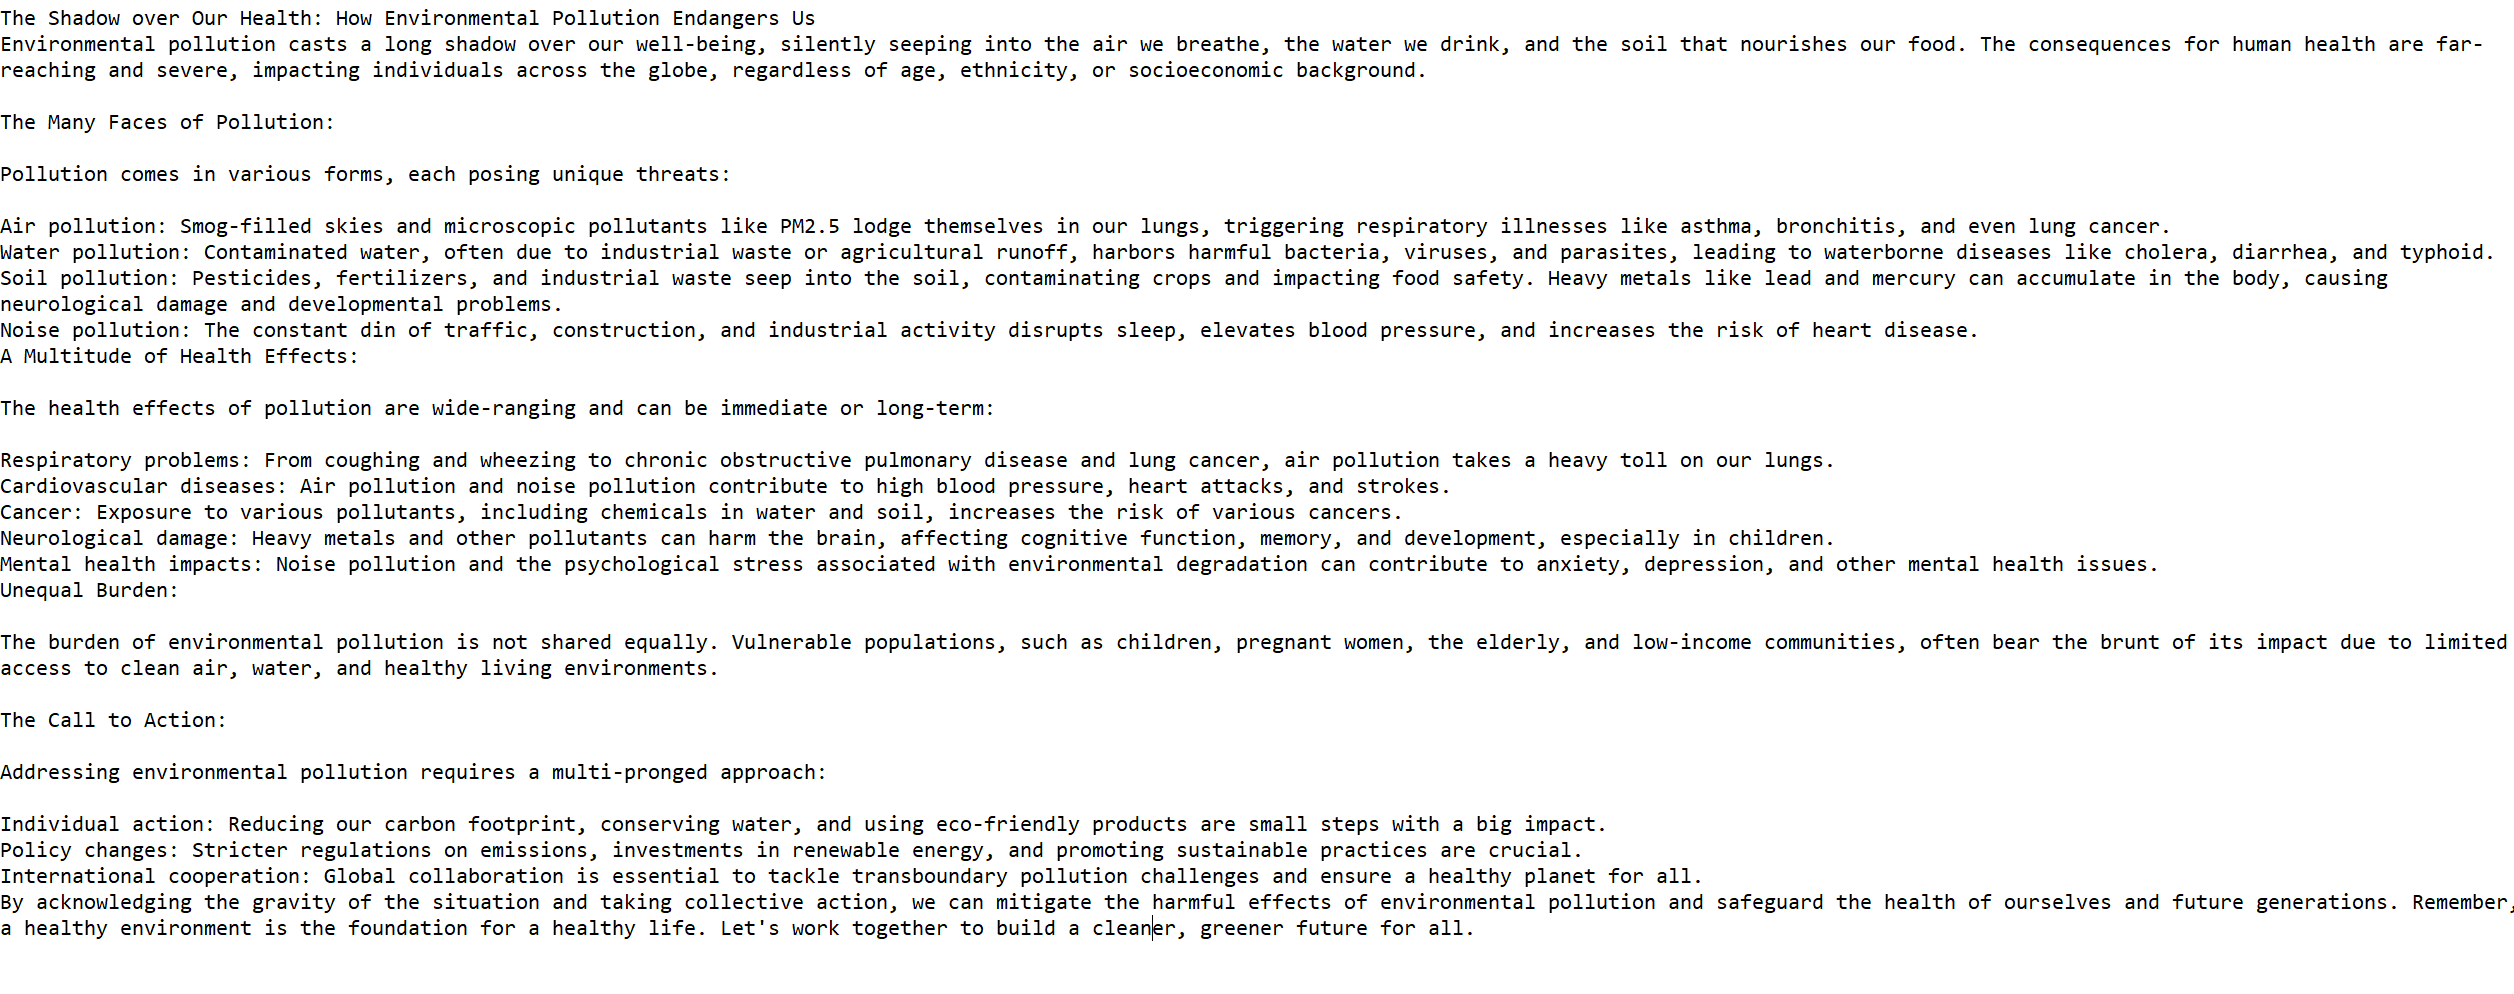 The Shadow over Our Health: How Environmental Pollution Endangers Us
Environmental pollution casts a long shadow over our well-being, silently seeping into the air we breathe, the water we drink, and the soil that nourishes our food. The consequences for human health are far-
reaching and severe, impacting individuals across the globe, regardless of age, ethnicity, or socioeconomic background.
The Many Faces of Pollution:
Pollution comes in various forms, each posing unique threats:
Air pollution: Smog-filled skies and microscopic pollutants like PM2.5 lodge themselves in our lungs, triggering respiratory illnesses like asthma, bronchitis, and even lung cancer.
Water pollution: Contaminated water, often due to industrial waste or agricultural runoff, harbors harmful bacteria, viruses, and parasites, leading to waterborne diseases like cholera, diarrhea, and typhoid.
Soil pollution: Pesticides, fertilizers, and industrial waste seep into the soil, contaminating crops and impacting food safety. Heavy metals like lead and mercury can accumulate in the body, causing
neurological damage and developmental problems.
Noise pollution: The constant din of traffic, construction, and industrial activity disrupts sleep, elevates blood pressure, and increases the risk of heart disease.
A Multitude of Health Effects:
The health effects of pollution are wide-ranging and can be immediate or long-term:
Respiratory problems: From coughing and wheezing to chronic obstructive pulmonary disease and lung cancer, air pollution takes a heavy toll on our lungs.
Cardiovascular diseases: Air pollution and noise pollution contribute to high blood pressure, heart attacks, and strokes.
Cancer: Exposure to various pollutants, including chemicals in water and soil, increases the risk of various cancers.
Neurological damage: Heavy metals and other pollutants can harm the brain, affecting cognitive function, memory, and development, especially in children.
Mental health impacts: Noise pollution and the psychological stress associated with environmental degradation can contribute to anxiety, depression, and other mental health issues.
Unequal Burden:
The burden of environmental pollution is not shared equally. Vulnerable populations, such as children, pregnant women, the elderly, and low-income communities, often bear the brunt of its impact due to limited
access to clean air, water, and healthy living environments.
The Call to Action:
Addressing environmental pollution requires a multi-pronged approach:
Individual action: Reducing our carbon footprint, conserving water, and using eco-friendly products are small steps with a big impact.
Policy changes: Stricter regulations on emissions, investments in renewable energy, and promoting sustainable practices are crucial.
International cooperation: Global collaboration is essential to tackle transboundary pollution challenges and ensure a healthy planet for all.
By acknowledging the gravity of the situation and taking collective action, we can mitigate the harmful effects of environmental pollution and safeguard the health of ourselves and future generations. Remember,
a healthy environment is the foundation for a healthy life. Let's work together to build a cleaner, greener future for all.